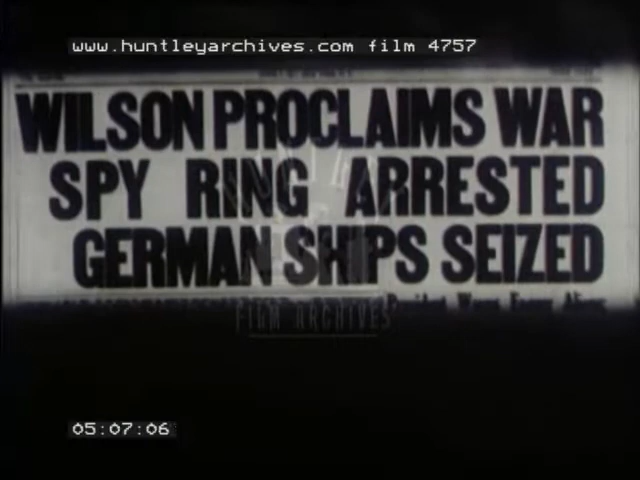 www.huntleyarchives.com film 4757
WILSON PROCLAIMS WAR
SPY RING ARRESTED
GERMAN SHIPS SEIZED
President
FILM ARCHIVES
05:07:06